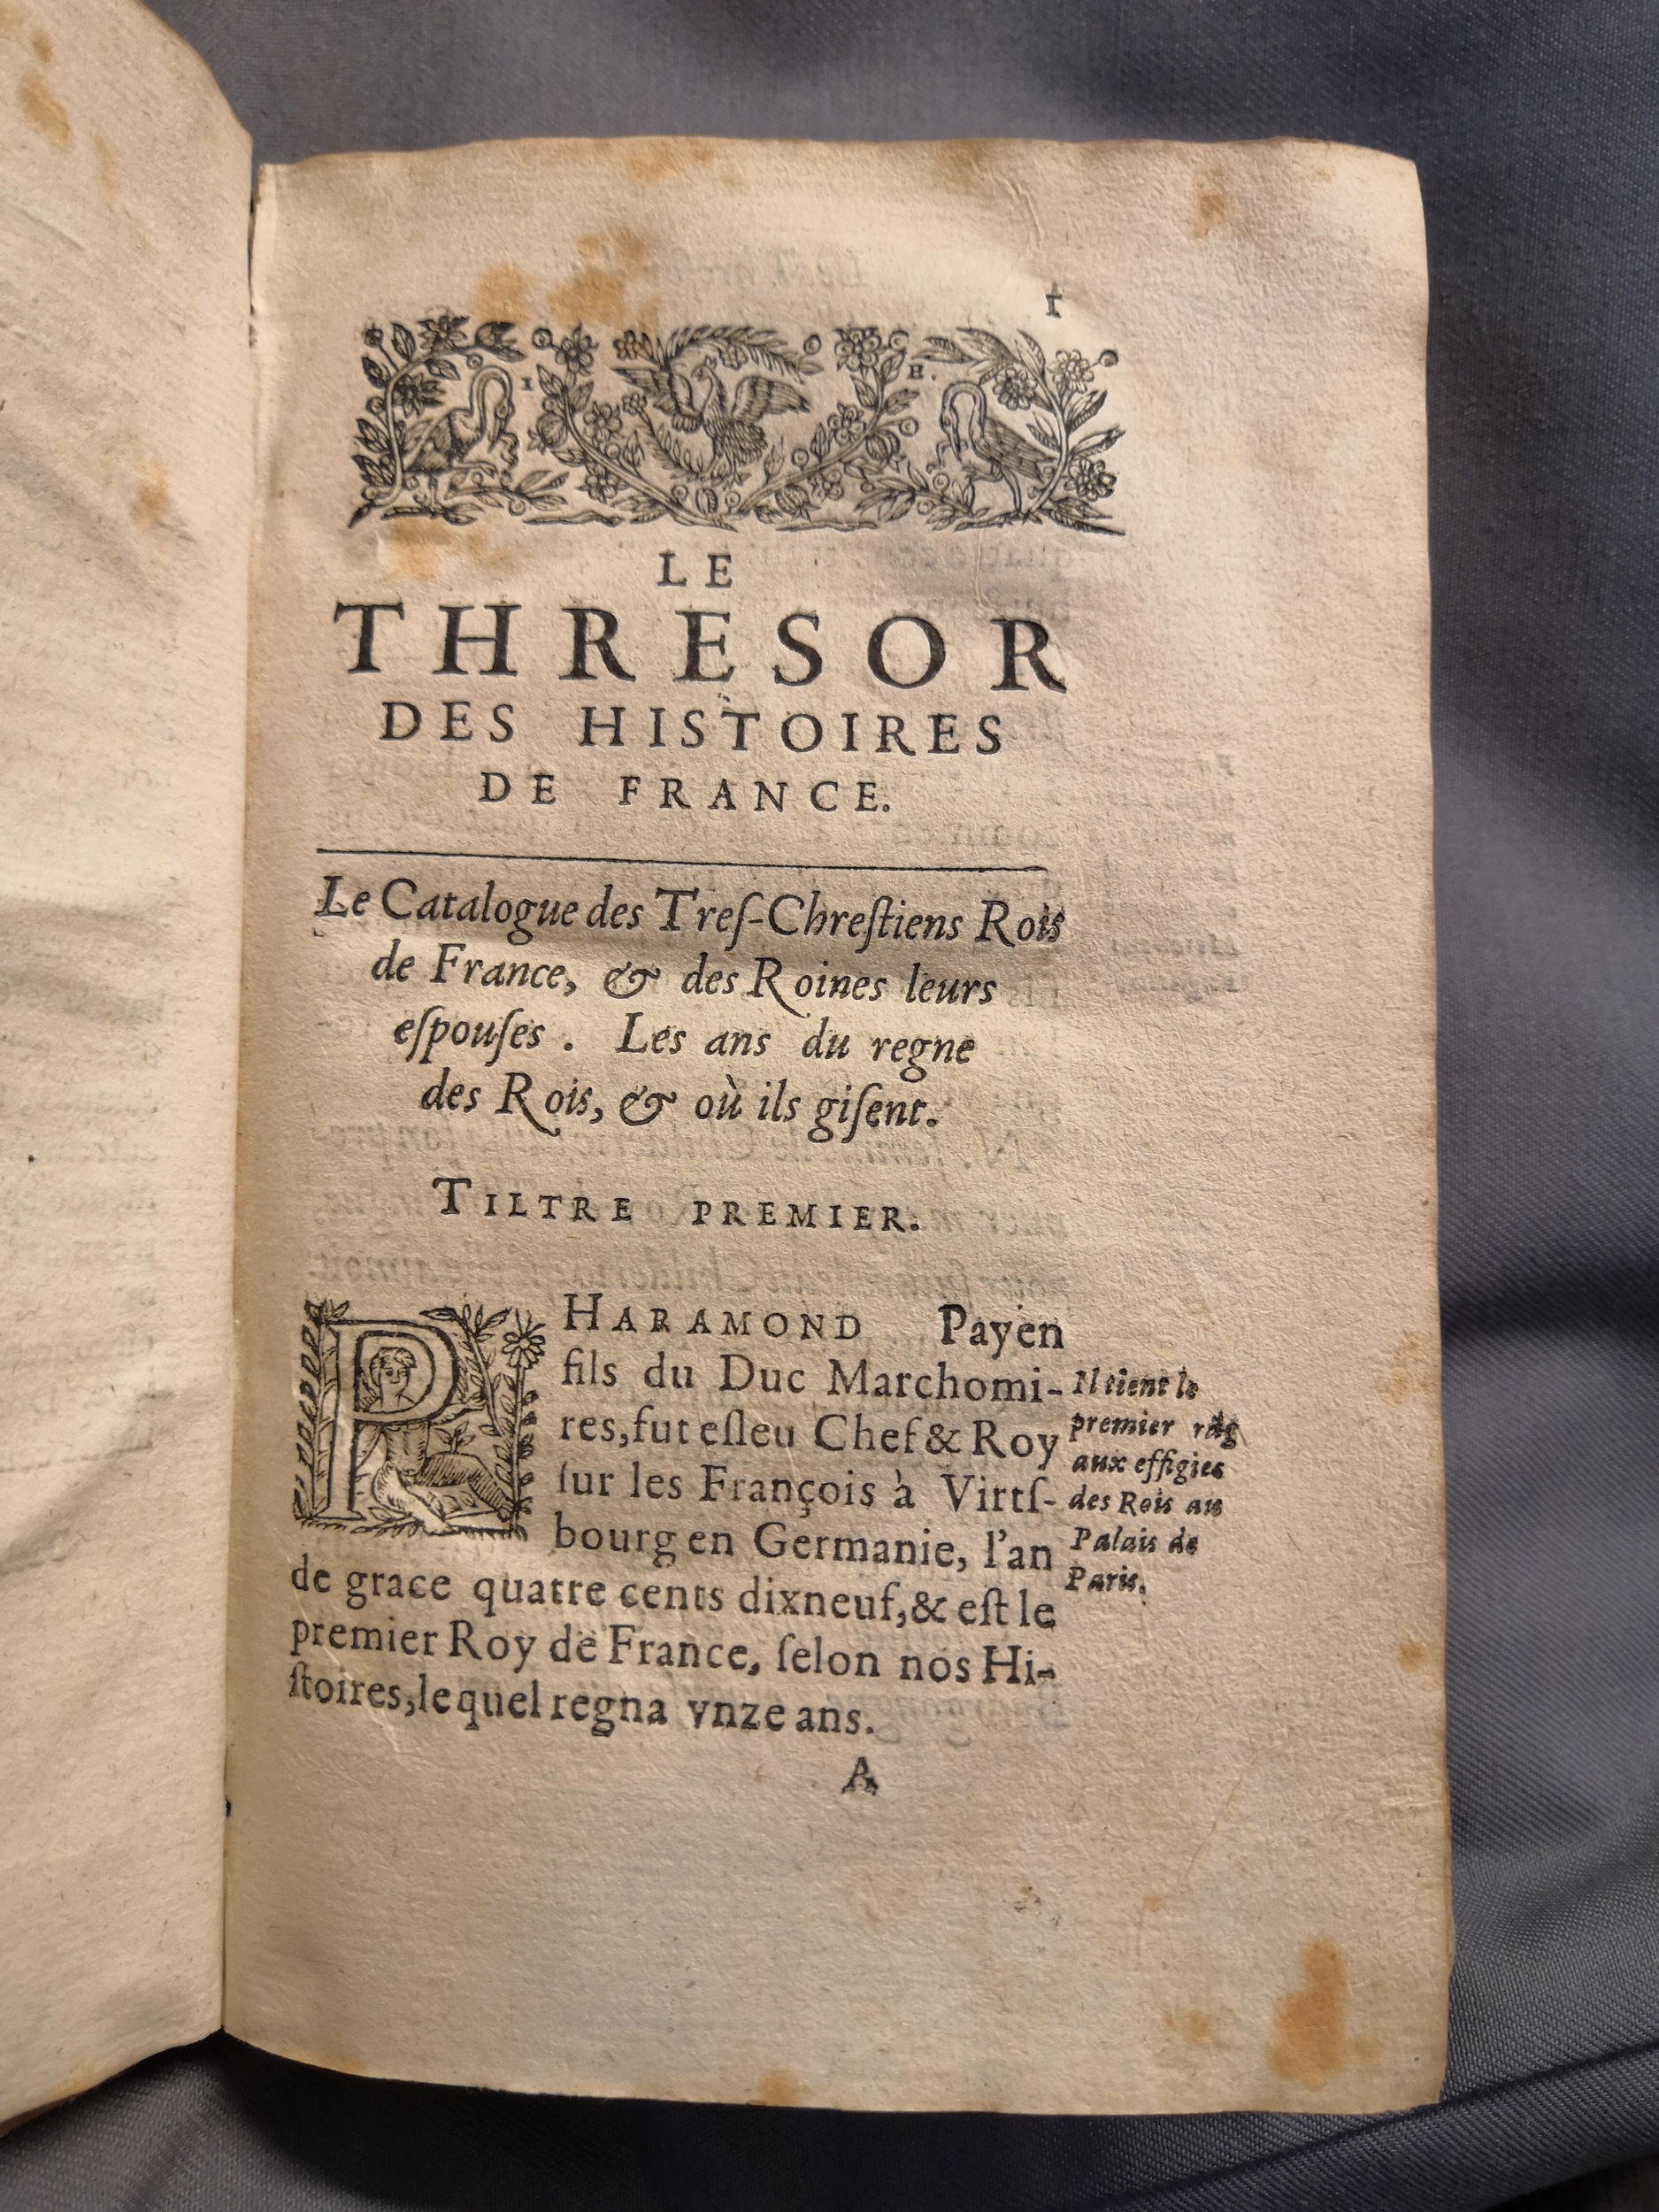 1
I
H.
LE
THRESOR
DES HISTOIRES
DE FRANCE.
Le Catalogue des Treſ-Chreſtiens Rois
de France, & des Roines leurs
eſpouſes . Les ans du regne
des Rois, & où ils giſent.
TILTRE PREMIER.
PHARAMOND Payen
fils du Duc Marchomi-
res, fut eſleu Chef & Roy
ſur les François à Virtſ-
bourg en Germanie, l'an
de grace quatre cents dixneuf, & eſt le
premier Roy de France, ſelon nos Hi-
ſtoires, lequel regna vnze ans.
Il tient le
premier rãg
aux effigies
des Rois au
Palais de
Paris.
A